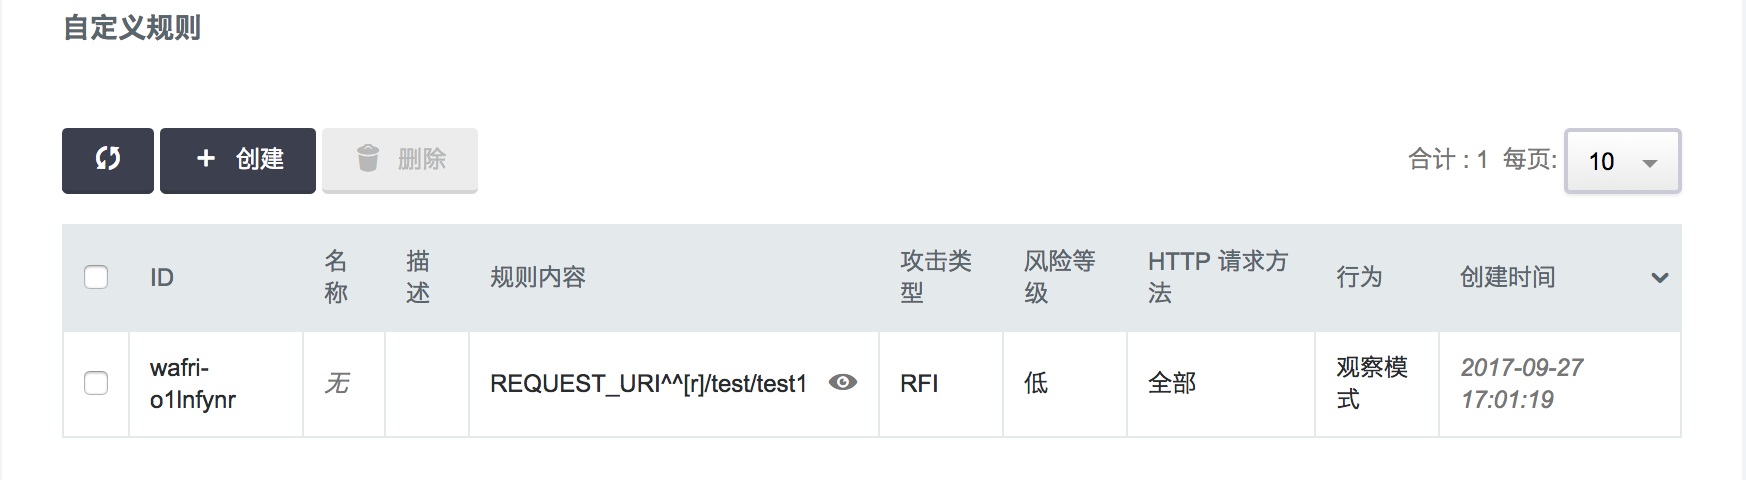 自定义规则
创建 删除 合计 : 1 每页: 10
ID 名称 描述 规则内容 攻击类型 风险等级 HTTP 请求方法 行为 创建时间
wafri-o1lnfynr 无 REQUEST_URI^^[r]/test/test1 RFI 低 全部 观察模式 2017-09-27 17:01:19